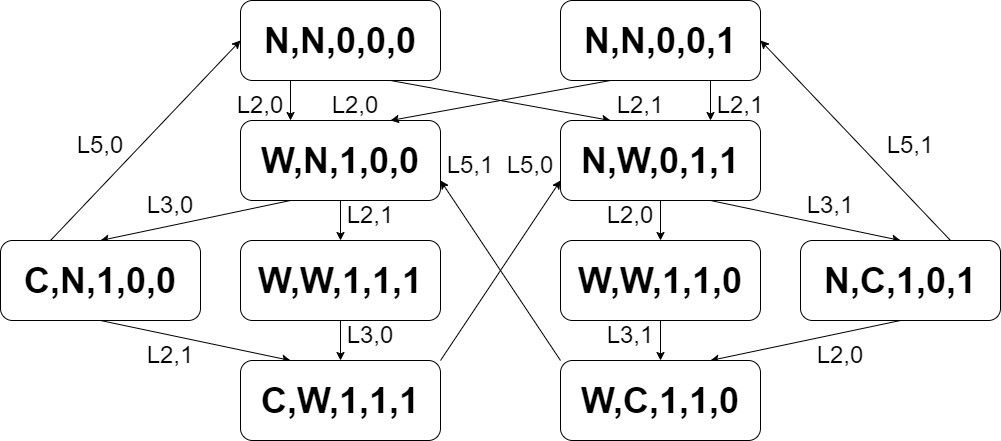 N,N,0,0,0
N,N,0,0,1
L2,0
L2,0
L2,1
L2,1
L5,0
L5,1
W,N,1,0,0
L5,1
L5,0
N,W,0,1,1
L3,0
L2,1
L2,0
L3,1
C,N,1,0,0
W,W,1,1,1
W,W,1,1,0
N,C,1,0,1
L2,1
L3,0
L3,1
L2,0
C,W,1,1,1
W,C,1,1,0